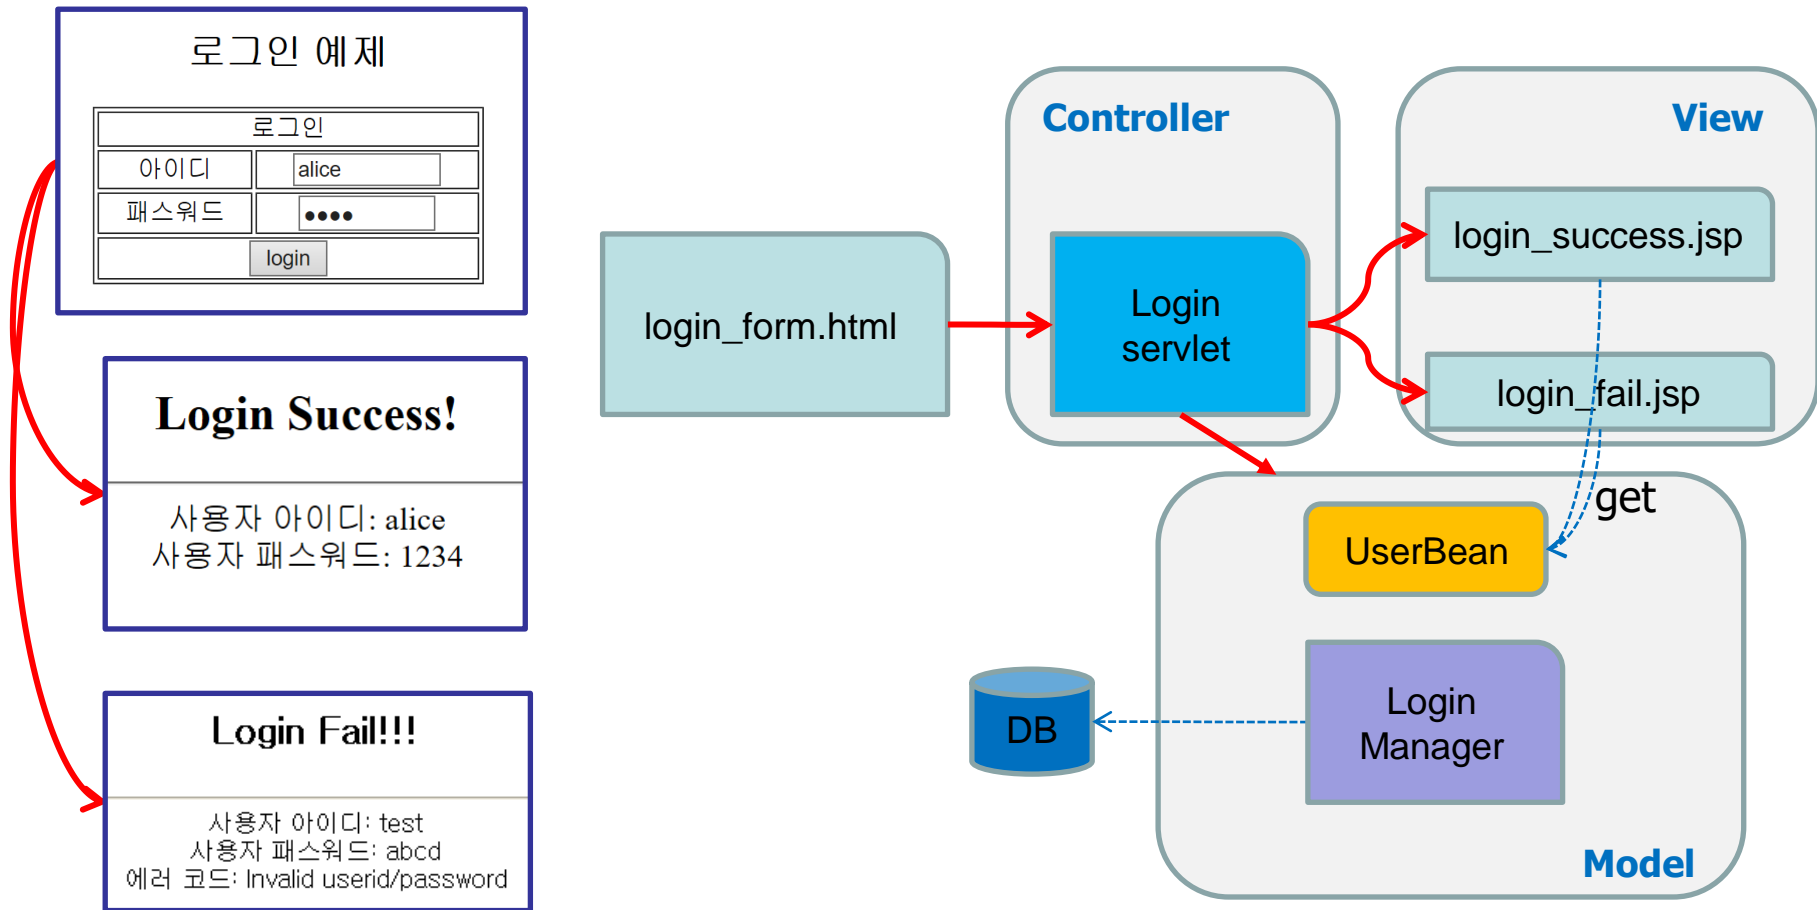 로그인 예제
로그인
아이디 alice
패스워드 ••••
login
Login Success!
사용자 아이디: alice
사용자 패스워드: 1234
Login Fail!!!
사용자 아이디: test
사용자 패스워드: abcd
에러 코드: Invalid userid/password
login_form.html
Controller
Login
servlet
View
login_success.jsp
login_fail.jsp
get
UserBean
Login
Manager
DB
Model